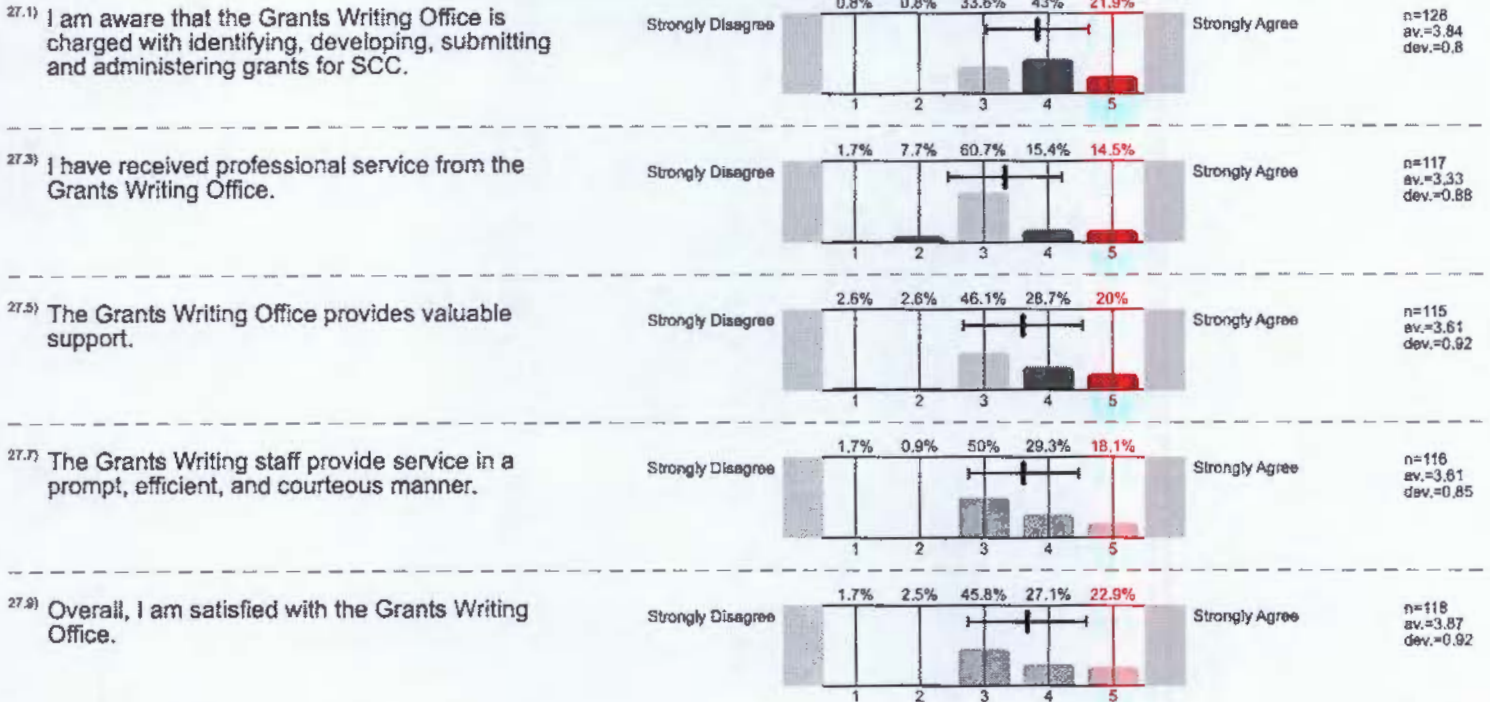 27.1) I am aware that the Grants Writing Office is
charged with identifying, developing, submitting
and administering grants for SCC.
Strongly Disagree
0.8% 0.8% 33.6% 43% 21.9%
1 2 3 4 5
Strongly Agree
n=128
av.=3.84
dev.=0.8
27.3) I have received professional service from the
Grants Writing Office.
Strongly Disagree
1.7% 7.7% 60.7% 15.4% 14.5%
1 2 3 4 5
Strongly Agree
n=117
av.=3.33
dev.=0.88
27.5) The Grants Writing Office provides valuable
support.
Strongly Disagree
2.6% 2.6% 46.1% 28.7% 20%
1 2 3 4 5
Strongly Agree
n=115
av.=3.61
dev.=0.92
27.7) The Grants Writing staff provide service in a
prompt, efficient, and courteous manner.
Strongly Disagree
1.7% 0.9% 50% 29.3% 18.1%
1 2 3 4 5
Strongly Agree
n=116
av.=3.61
dev.=0.85
27.9) Overall, I am satisfied with the Grants Writing
Office.
Strongly Disagree
1.7% 2.5% 45.8% 27.1% 22.9%
1 2 3 4 5
Strongly Agree
n=118
av.=3.87
dev.=0.92